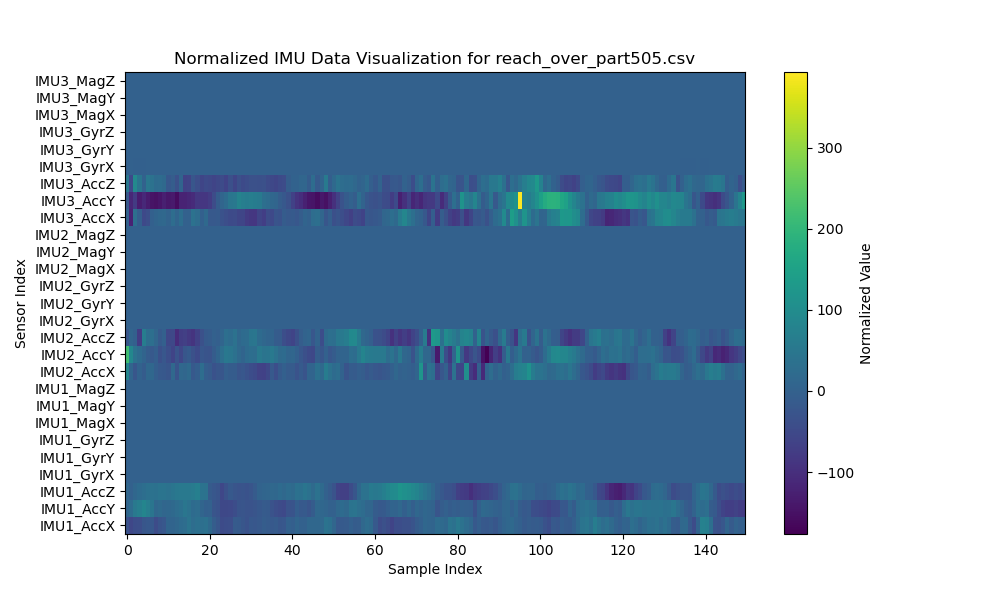 Normalized IMU Data Visualization for reach_over_part505.csv
IMU3_MagZ
IMU3_MagY
IMU3_MagX
IMU3_GyrZ
IMU3_GyrY
IMU3_GyrX
IMU3_AccZ
IMU3_AccY
IMU3_AccX
IMU2_MagZ
IMU2_MagY
IMU2_MagX
IMU2_GyrZ
IMU2_GyrY
IMU2_GyrX
IMU2_AccZ
IMU2_AccY
IMU2_AccX
IMU1_MagZ
IMU1_MagY
IMU1_MagX
IMU1_GyrZ
IMU1_GyrY
IMU1_GyrX
IMU1_AccZ
IMU1_AccY
IMU1_AccX
Sensor Index
0 20 40 60 80 100 120 140
Sample Index
300
200
100
0
−100
Normalized Value